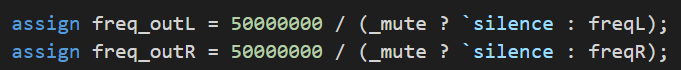 assign freq_outL = 50000000 / (_mute ? `silence : freqL);
assign freq_outR = 50000000 / (_mute ? `silence : freqR);